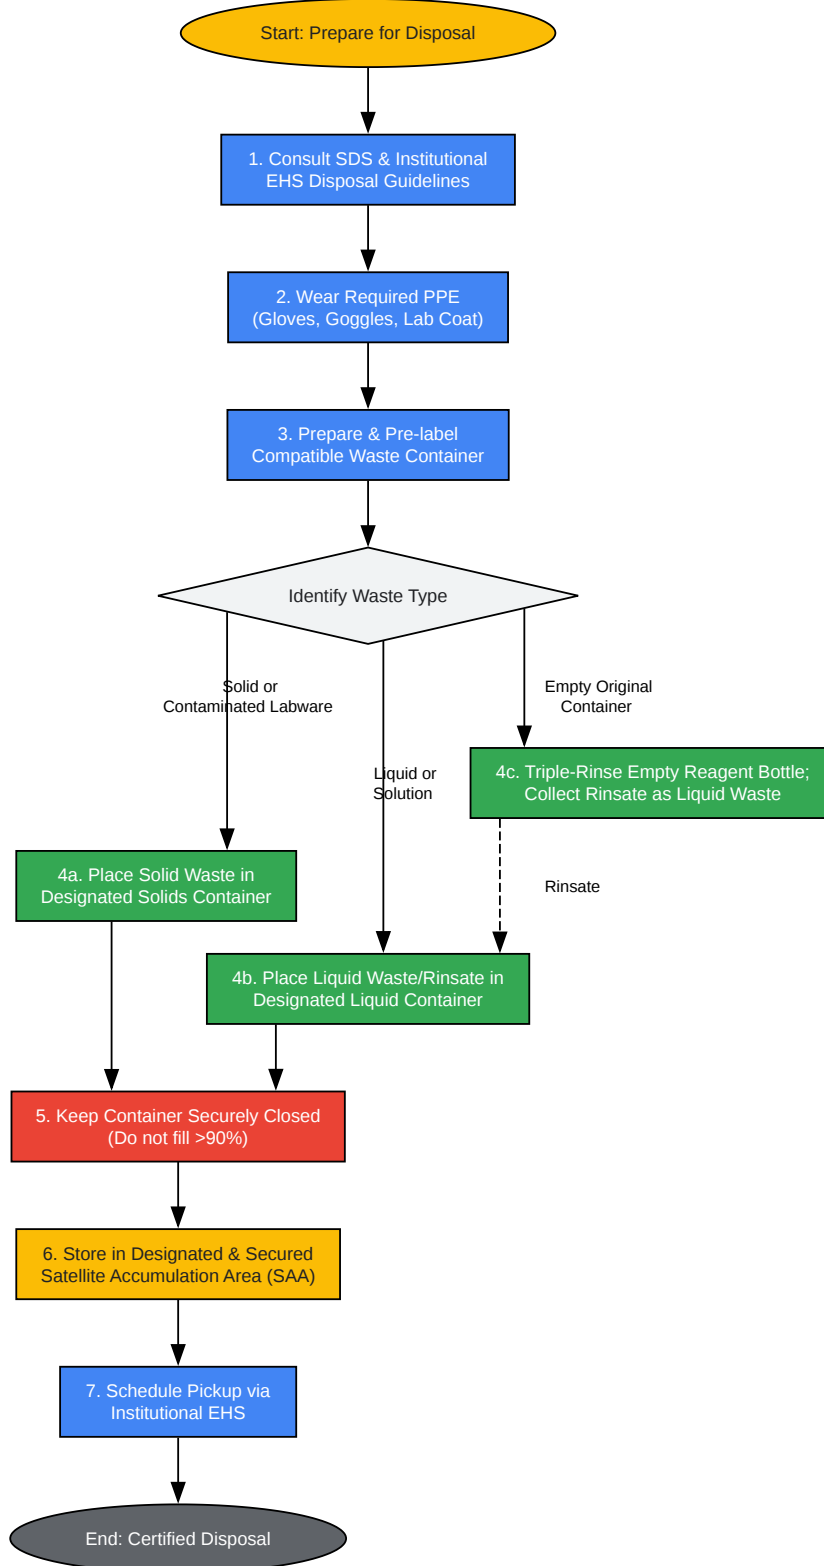 Start: Prepare for Disposal
1. Consult SDS & Institutional
EHS Disposal Guidelines
2. Wear Required PPE
(Gloves, Goggles, Lab Coat)
3. Prepare & Pre-label
Compatible Waste Container
Identify Waste Type
Solid or
Contaminated Labware
Empty Original
Container
Liquid or
Solution
4c. Triple-Rinse Empty Reagent Bottle;
Collect Rinsate as Liquid Waste
4a. Place Solid Waste in
Designated Solids Container
Rinsate
4b. Place Liquid Waste/Rinsate in
Designated Liquid Container
5. Keep Container Securely Closed
(Do not fill >90%)
6. Store in Designated & Secured
Satellite Accumulation Area (SAA)
7. Schedule Pickup via
Institutional EHS
End: Certified Disposal